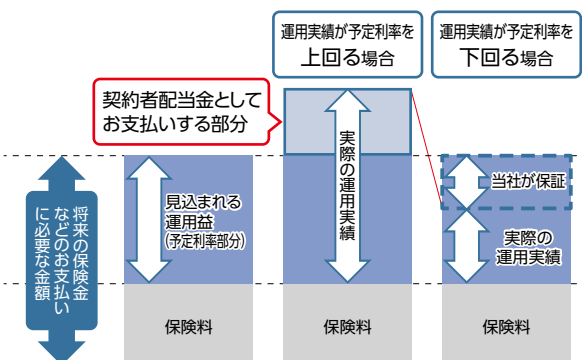 運用実績が予定利率を
上回る場合
運用実績が予定利率を
下回る場合
契約者配当金として
お支払いする部分
将来の保険金
などのお支払い
に必要な金額
見込まれる
運用益
(予定利率部分)
実際の運用実績
当社が保証
実際の
運用実績
保険料
保険料
保険料